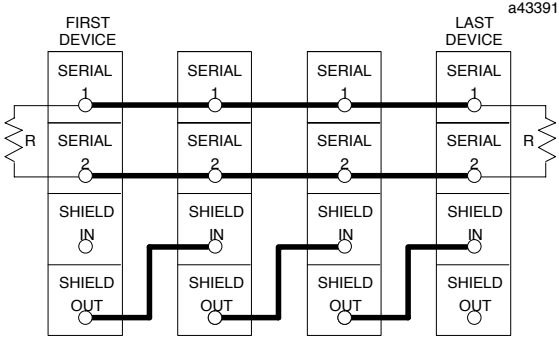 a43391
FIRST
DEVICE
LAST
DEVICE
SERIAL
1
SERIAL
1
SERIAL
1
SERIAL
1
R
SERIAL
2
SERIAL
2
SERIAL
2
SERIAL
2
R
SHIELD
IN
SHIELD
IN
SHIELD
IN
SHIELD
IN
SHIELD
OUT
SHIELD
OUT
SHIELD
OUT
SHIELD
OUT